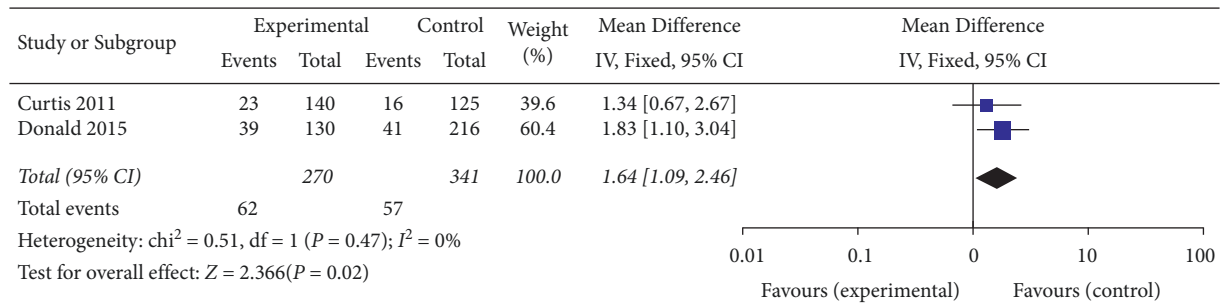 Study or Subgroup Experimental Control Weight (%) Mean Difference Mean Difference
Events Total Events Total IV, Fixed, 95% CI IV, Fixed, 95% CI
Curtis 2011 23 140 16 125 39.6 1.34 [0.67, 2.67]
Donald 2015 39 130 41 216 60.4 1.83 [1.10, 3.04]
Total (95% CI) 270 341 100.0 1.64 [1.09, 2.46]
Total events 62 57
Heterogeneity: chi² = 0.51, df = 1 (P = 0.47); I² = 0%
Test for overall effect: Z = 2.366(P = 0.02)
0.01 0.1 0 10 100
Favours (experimental) Favours (control)